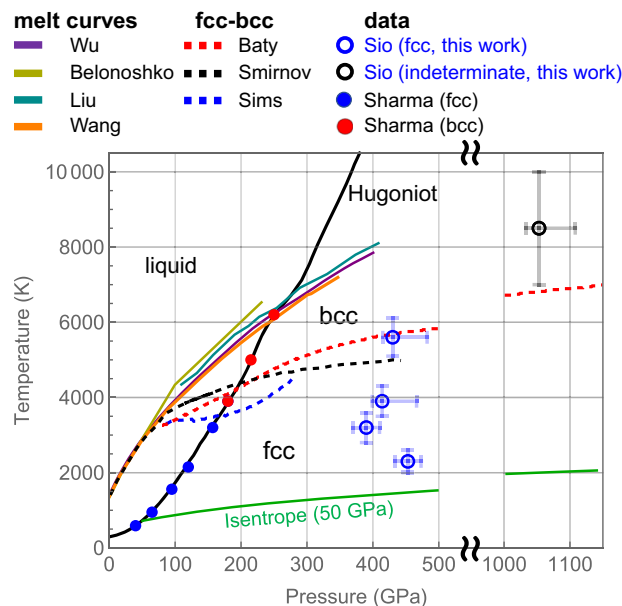 melt curves fcc-bcc data
Wu Baty Sio (fcc, this work)
Belonoshko Smirnov Sio (indeterminate, this work)
Liu Sims Sharma (fcc)
Wang Sharma (bcc)
10 000
8000
6000
4000
2000
0
Temperature (K)
Hugoniot
liquid
bcc
fcc
Isentrope (50 GPa)
0 100 200 300 400 500 1000 1100
Pressure (GPa)